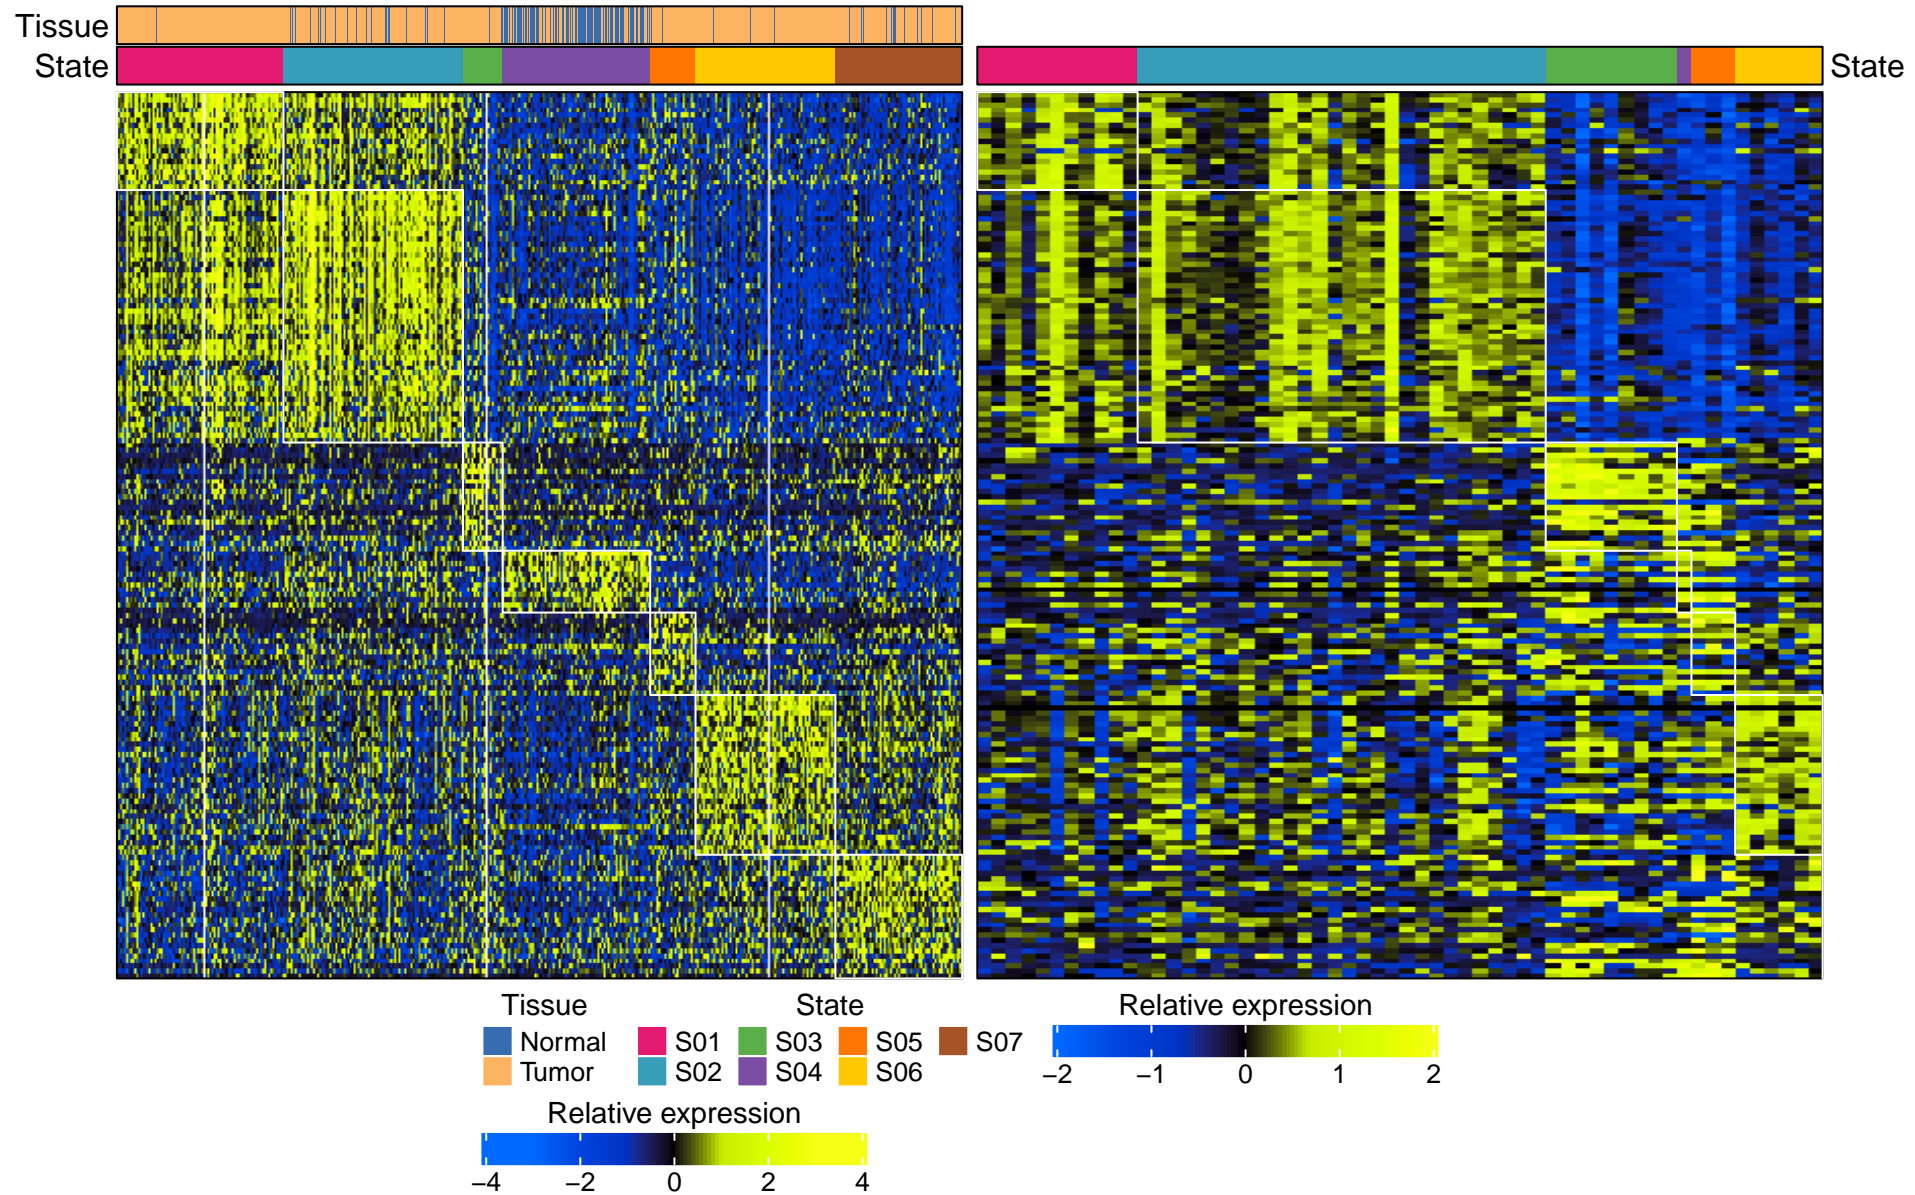 Tissue
State
State
Tissue State Relative expression
Normal S01 S03 S05 S07
Tumor S02 S04 S06
−2 −1 0 1 2
Relative expression
−4 −2 0 2 4